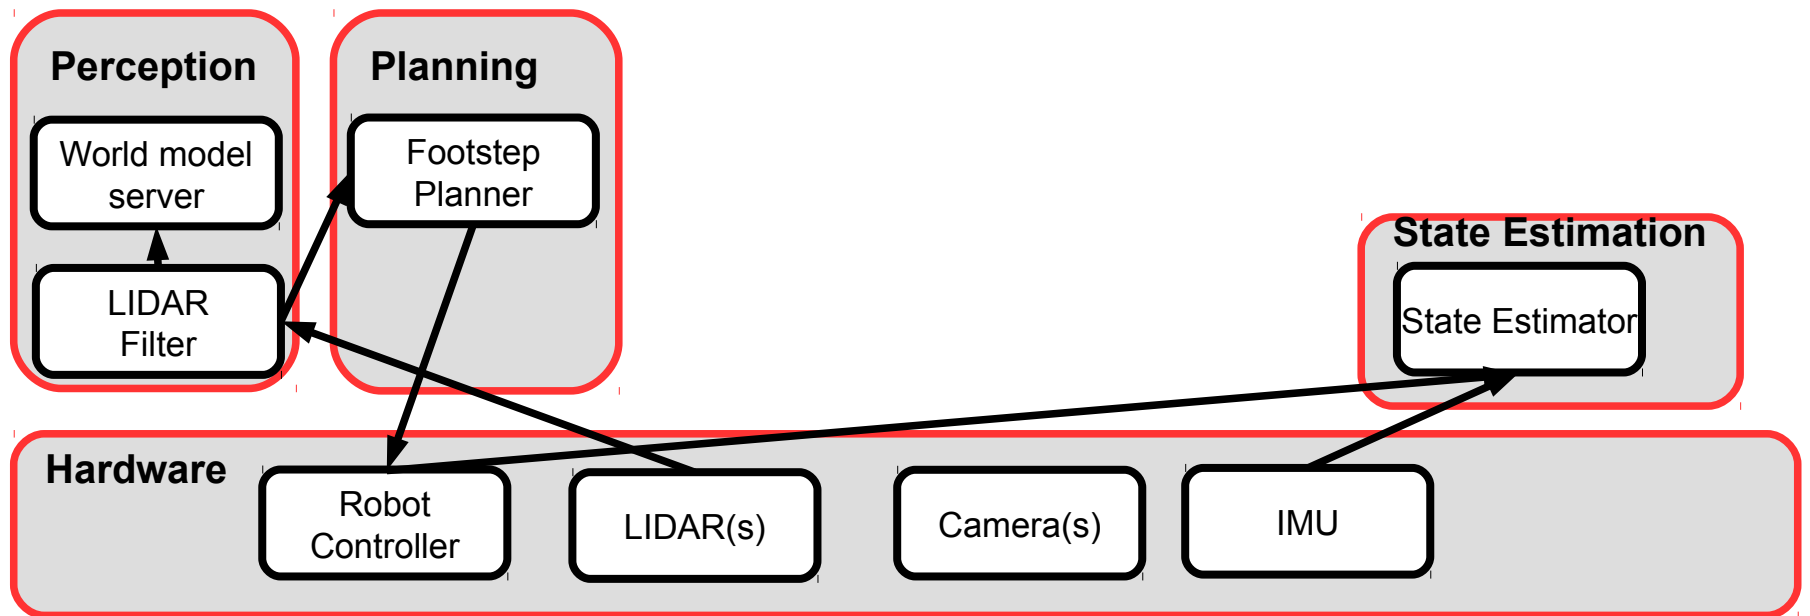 Perception
World model
server
LIDAR
Filter
Planning
Footstep
Planner
State Estimation
State Estimator
Hardware
Robot
Controller
LIDAR(s)
Camera(s)
IMU